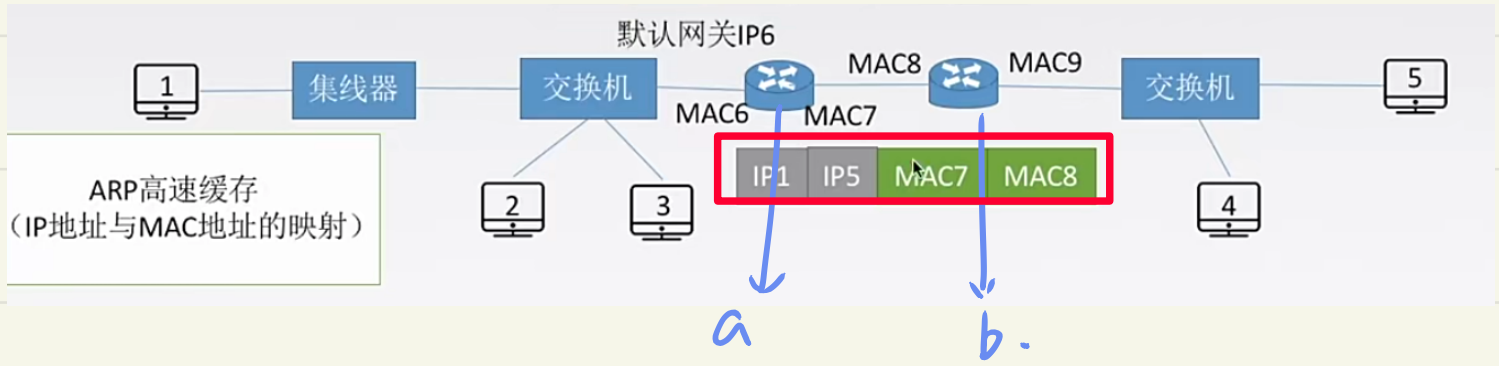 默认网关IP6
1
集线器
交换机
MAC8
MAC9
交换机
5
MAC6
MAC7
IP1 IP5 MAC7 MAC8
ARP高速缓存
（IP地址与MAC地址的映射）
2
3
4
a
b.